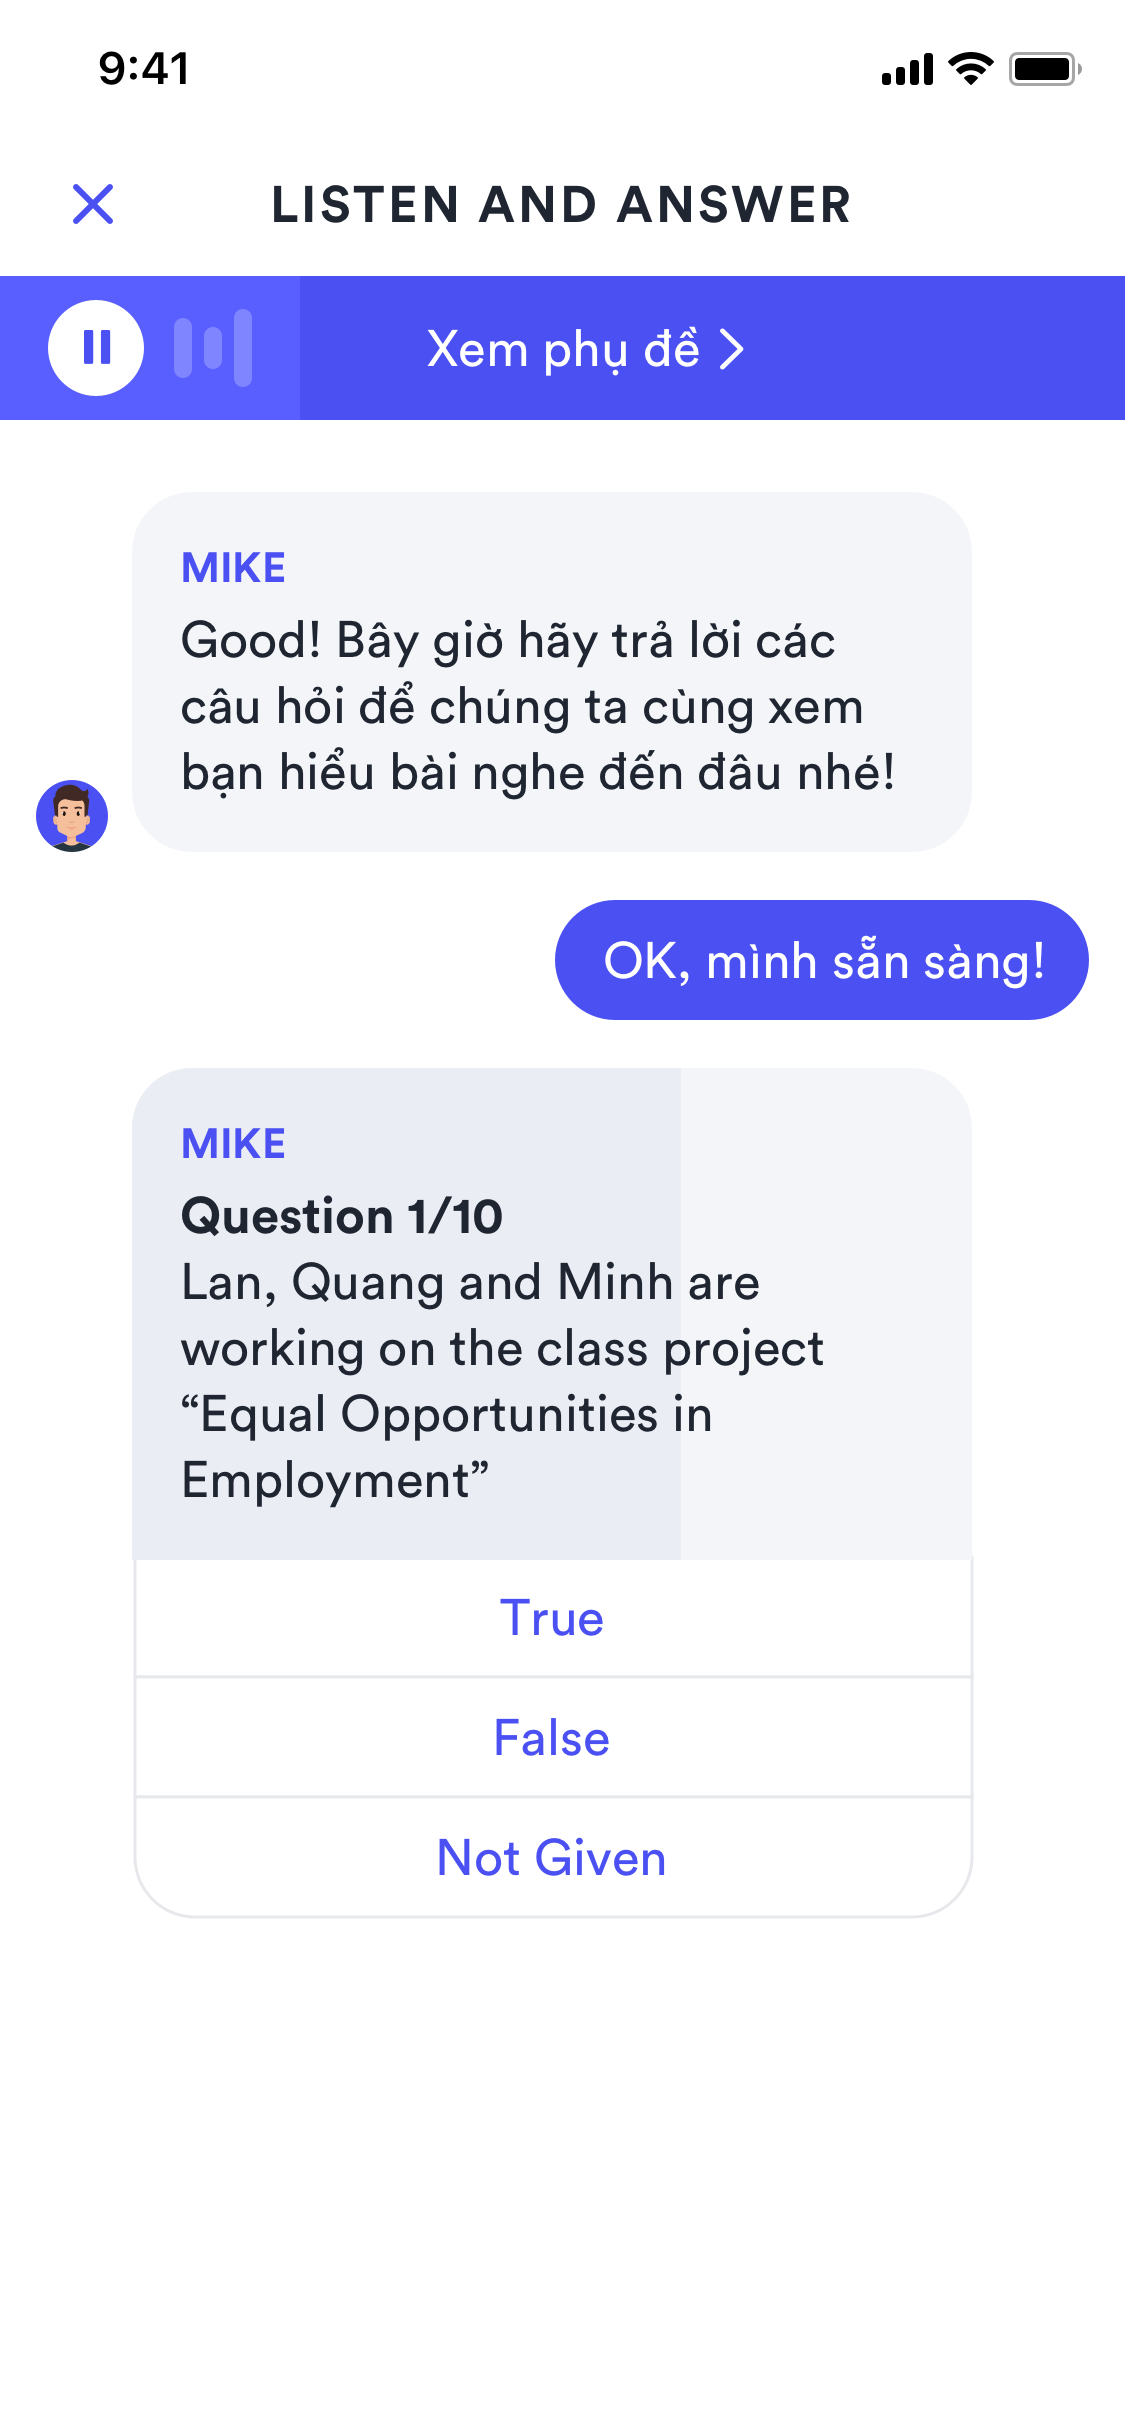 9:41
LISTEN AND ANSWER
Xem phụ đề
MIKE
Good! Bây giờ hãy trả lời các
câu hỏi để chúng ta cùng xem
bạn hiểu bài nghe đến đâu nhé!
OK, mình sẵn sàng!
MIKE
Question 1/10
Lan, Quang and Minh are
working on the class project
“Equal Opportunities in
Employment”
True
False
Not Given